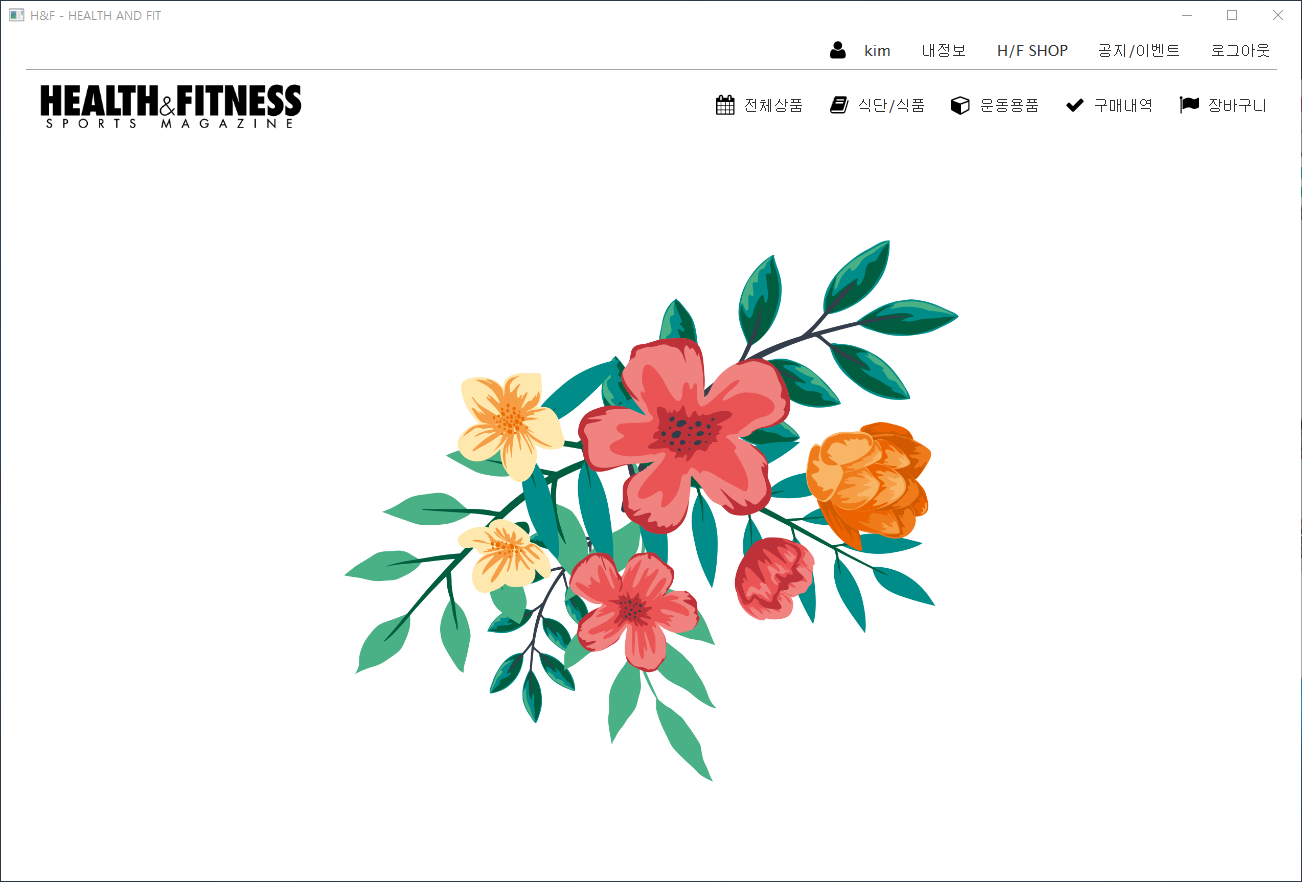 H&F - HEALTH AND FIT
kim 내정보 H/F SHOP 공지/이벤트 로그아웃
HEALTH&FITNESS
SPORTS MAGAZINE
전체상품 식단/식품 운동용품 구매내역 장바구니